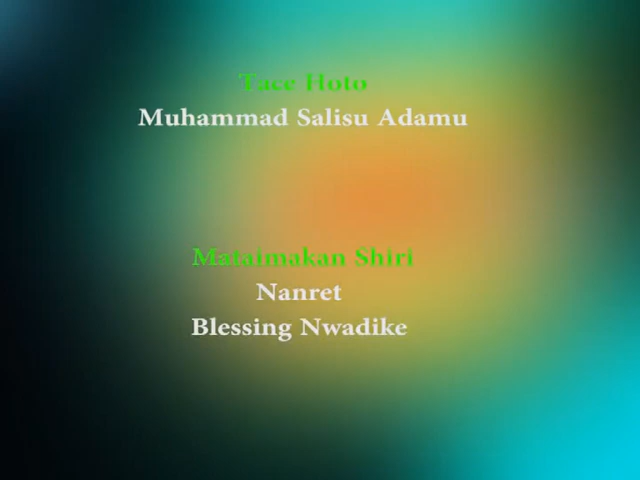 Tace Hoto
Muhammad Salisu Adamu
Mataimakan Shiri
Nanret
Blessing Nwadike